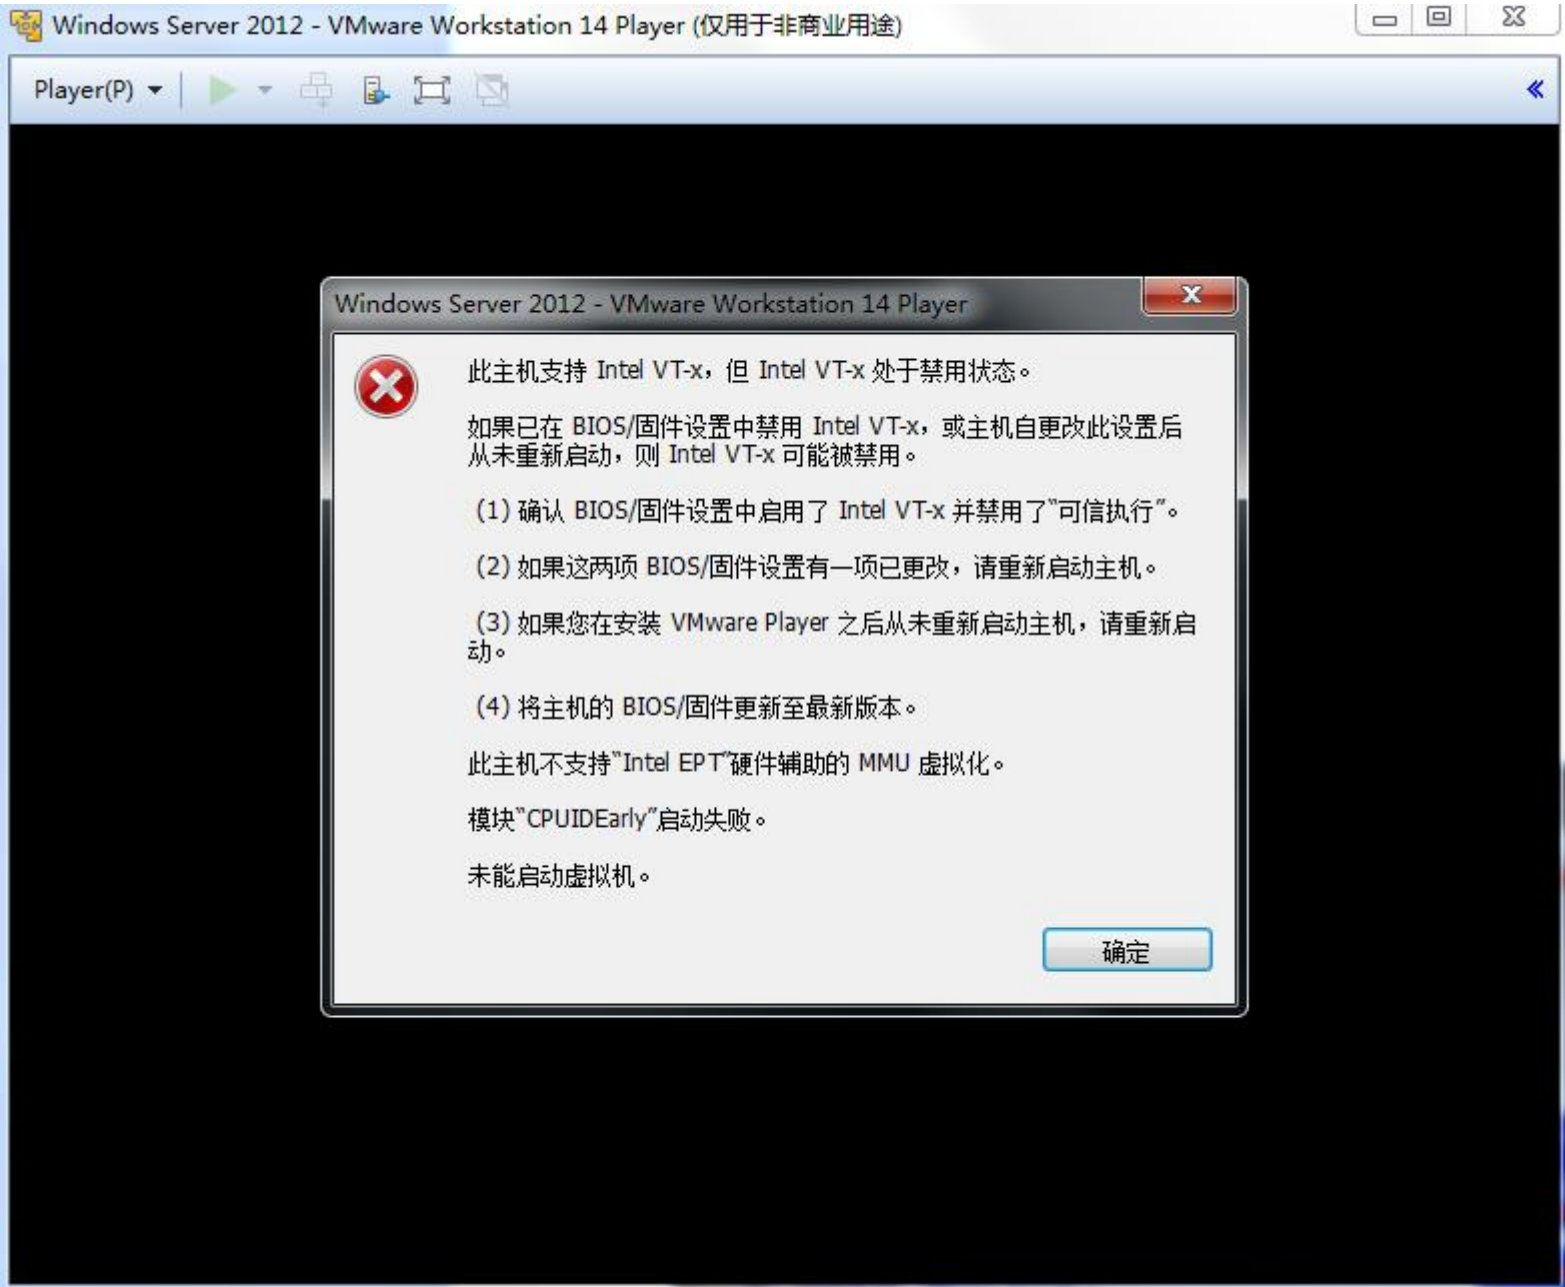 Windows Server 2012 - VMware Workstation 14 Player (仅用于非商业用途)
Player(P)
Windows Server 2012 - VMware Workstation 14 Player
此主机支持 Intel VT-x，但 Intel VT-x 处于禁用状态。
如果已在 BIOS/固件设置中禁用 Intel VT-x，或主机自更改此设置后
从未重新启动，则 Intel VT-x 可能被禁用。
(1) 确认 BIOS/固件设置中启用了 Intel VT-x 并禁用了“可信执行”。
(2) 如果这两项 BIOS/固件设置有一项已更改，请重新启动主机。
(3) 如果您在安装 VMware Player 之后从未重新启动主机，请重新启
动。
(4) 将主机的 BIOS/固件更新至最新版本。
此主机不支持“Intel EPT”硬件辅助的 MMU 虚拟化。
模块“CPUIDEarly”启动失败。
未能启动虚拟机。
确定